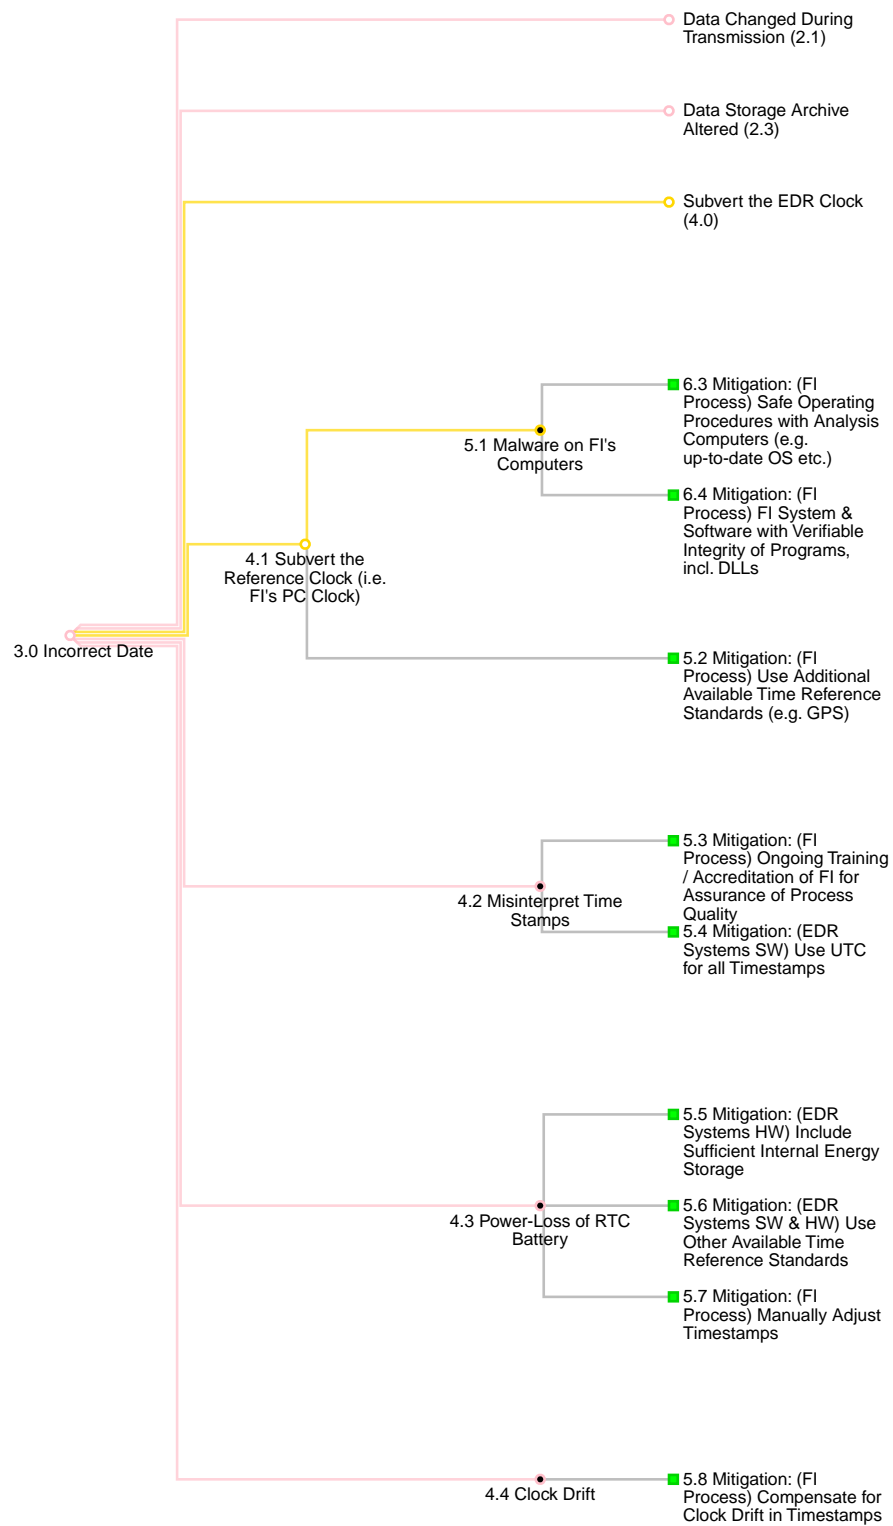 Data Changed During
Transmission (2.1)
Data Storage Archive
Altered (2.3)
Subvert the EDR Clock
(4.0)
6.3 Mitigation: (FI
Process) Safe Operating
Procedures with Analysis
Computers (e.g.
up-to-date OS etc.)
5.1 Malware on FI's
Computers
6.4 Mitigation: (FI
Process) FI System &
Software with Verifiable
Integrity of Programs,
incl. DLLs
4.1 Subvert the
Reference Clock (i.e.
FI's PC Clock)
3.0 Incorrect Date
5.2 Mitigation: (FI
Process) Use Additional
Available Time Reference
Standards (e.g. GPS)
5.3 Mitigation: (FI
Process) Ongoing Training
/ Accreditation of FI for
Assurance of Process
Quality
4.2 Misinterpret Time
Stamps
5.4 Mitigation: (EDR
Systems SW) Use UTC
for all Timestamps
5.5 Mitigation: (EDR
Systems HW) Include
Sufficient Internal Energy
Storage
4.3 Power-Loss of RTC
Battery
5.6 Mitigation: (EDR
Systems SW & HW) Use
Other Available Time
Reference Standards
5.7 Mitigation: (FI
Process) Manually Adjust
Timestamps
4.4 Clock Drift
5.8 Mitigation: (FI
Process) Compensate for
Clock Drift in Timestamps